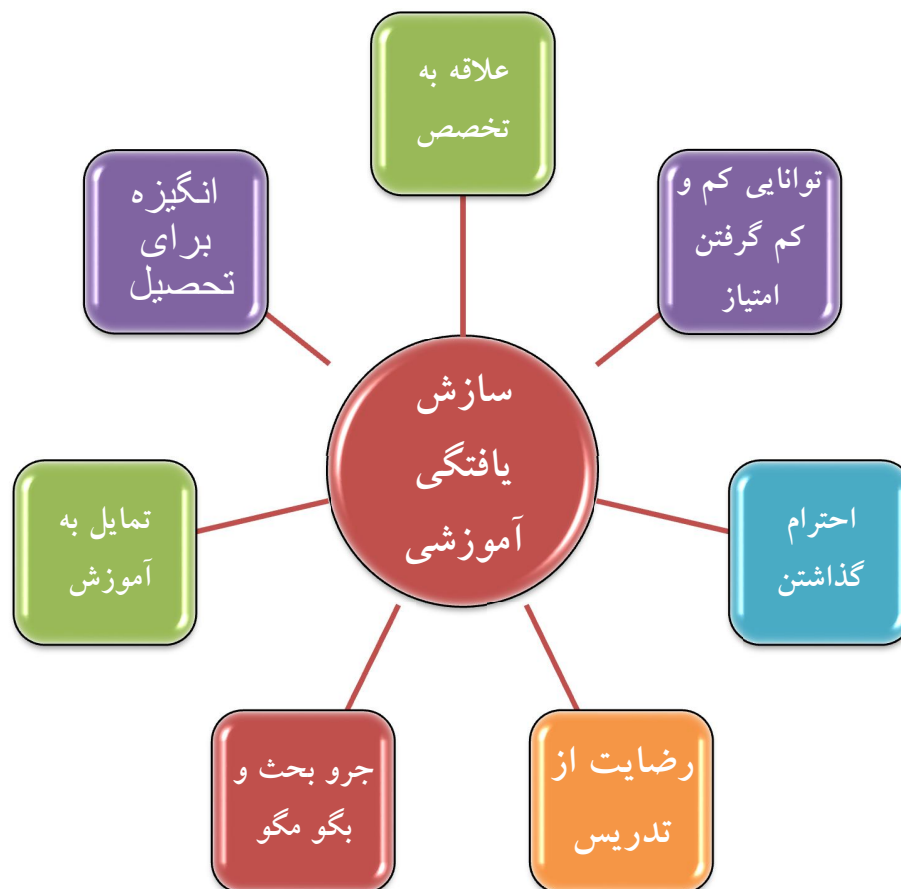 علاقه به
تخصص
توانایی کم و
کم گرفتن
امتیاز
انگیزه
برای
تحصیل
سازش
یافتگی
آموزشی
احترام
گذاشتن
تمایل به
آموزش
رضایت از
تدریس
جرو بحث و
بگو مگو